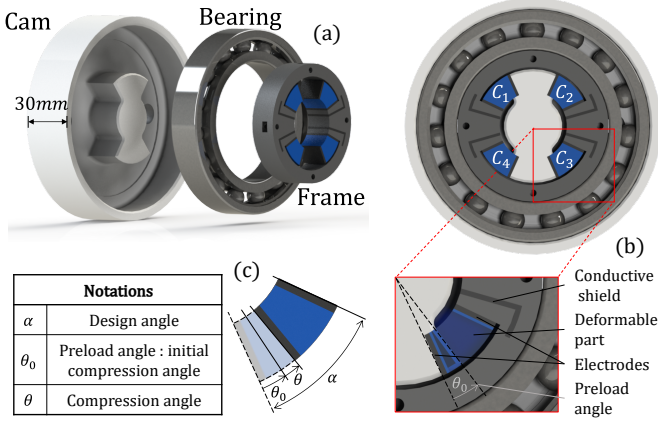 Cam
Bearing
(a)
30mm
Frame
C₁
C₂
C₄
C₃
(b)
Conductive
shield
Deformable
part
Electrodes
Preload
angle
θ₀
(c)
Notations
α Design angle
θ₀ Preload angle : initial
compression angle
θ Compression angle
θ₀
θ
α